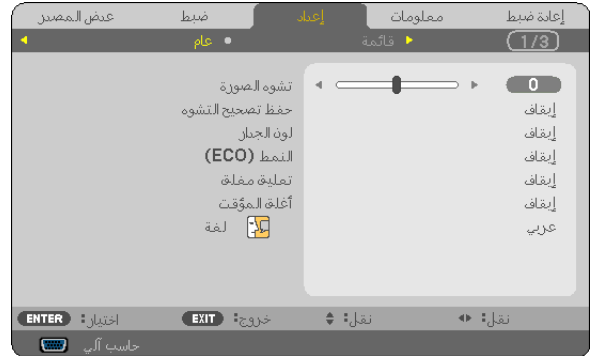 عرض المصدر ضبط إعداد معلومات إعادة ضبط
عام قائمة (1/3)
تشوه الصورة 0
حفظ تصحيح التشوه إيقاف
لون الجدار إيقاف
النمط (ECO) إيقاف
تعليق مغلق إيقاف
أغلق المؤقت إيقاف
لغة عربي
ENTER اختيار: EXIT خروج: نقل: نقل:
حاسب آلي